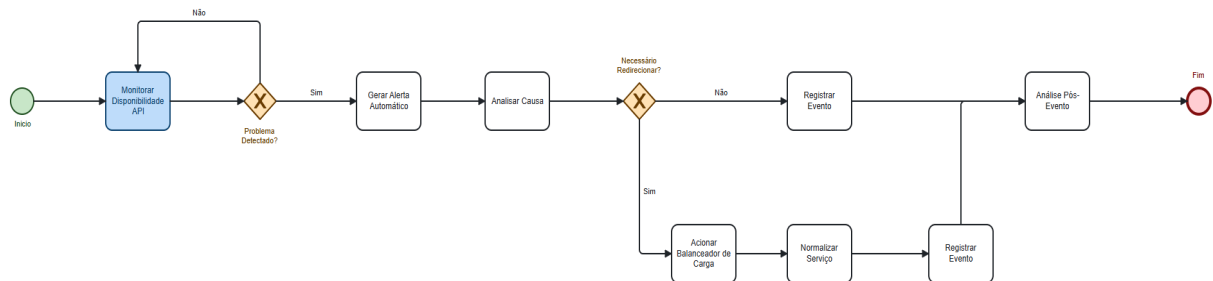 Não
Início
Monitorar
Disponibilidade
API
Problema
Detectado?
Sim
Gerar Alerta
Automático
Analisar Causa
Necessário
Redirecionar?
Não
Registrar
Evento
Análise Pós-
Evento
Fim
Sim
Acionar
Balanceador de
Carga
Normalizar
Serviço
Registrar
Evento